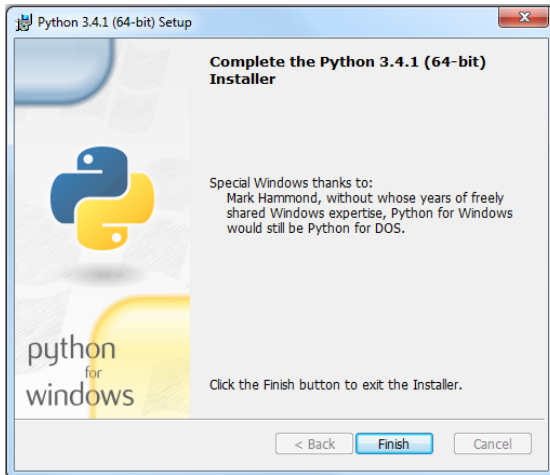 Python 3.4.1 (64-bit) Setup
Complete the Python 3.4.1 (64-bit)
Installer
Special Windows thanks to:
Mark Hammond, without whose years of freely
shared Windows expertise, Python for Windows
would still be Python for DOS.
python
for
windows
Click the Finish button to exit the Installer.
< Back
Finish
Cancel